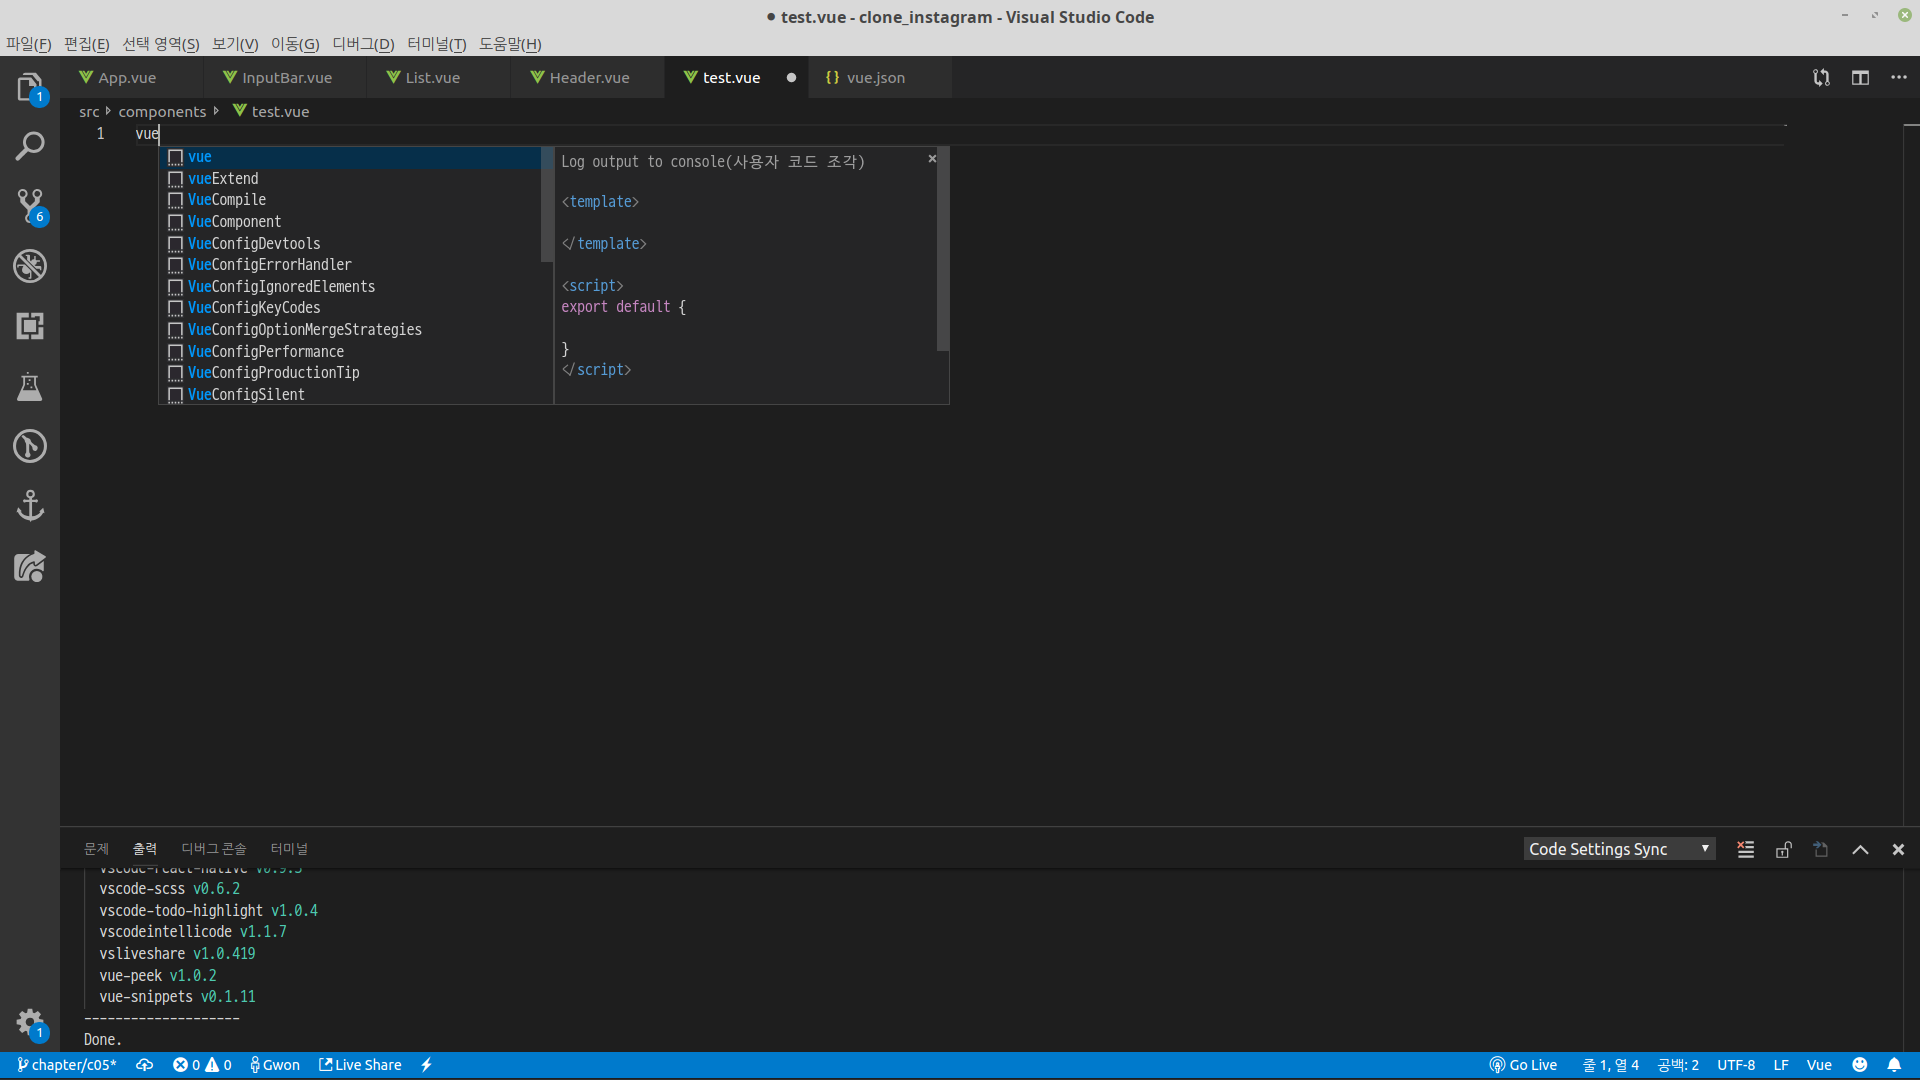 ● test.vue - clone_instagram - Visual Studio Code
파일(F) 편집(E) 선택 영역(S) 보기(V) 이동(G) 디버그(D) 터미널(T) 도움말(H)
App.vue InputBar.vue List.vue Header.vue test.vue ● {} vue.json
src components test.vue
1 vue
vue
vueExtend
VueCompile
VueComponent
VueConfigDevtools
VueConfigErrorHandler
VueConfigIgnoredElements
VueConfigKeyCodes
VueConfigOptionMergeStrategies
VueConfigPerformance
VueConfigProductionTip
VueConfigSilent
Log output to console(사용자 코드 조각)
<template>
</template>
<script>
export default {
}
</script>
1
6
문제 출력 디버그 콘솔 터미널 Code Settings Sync
vscode-react-native v0.9.3
vscode-scss v0.6.2
vscode-todo-highlight v1.0.4
vscodeintellicode v1.1.7
vsliveshare v1.0.419
vue-peek v1.0.2
vue-snippets v0.1.11
--------------------
Done.
1
chapter/c05* 0 0 Gwon Live Share Go Live 줄 1, 열 4 공백: 2 UTF-8 LF Vue